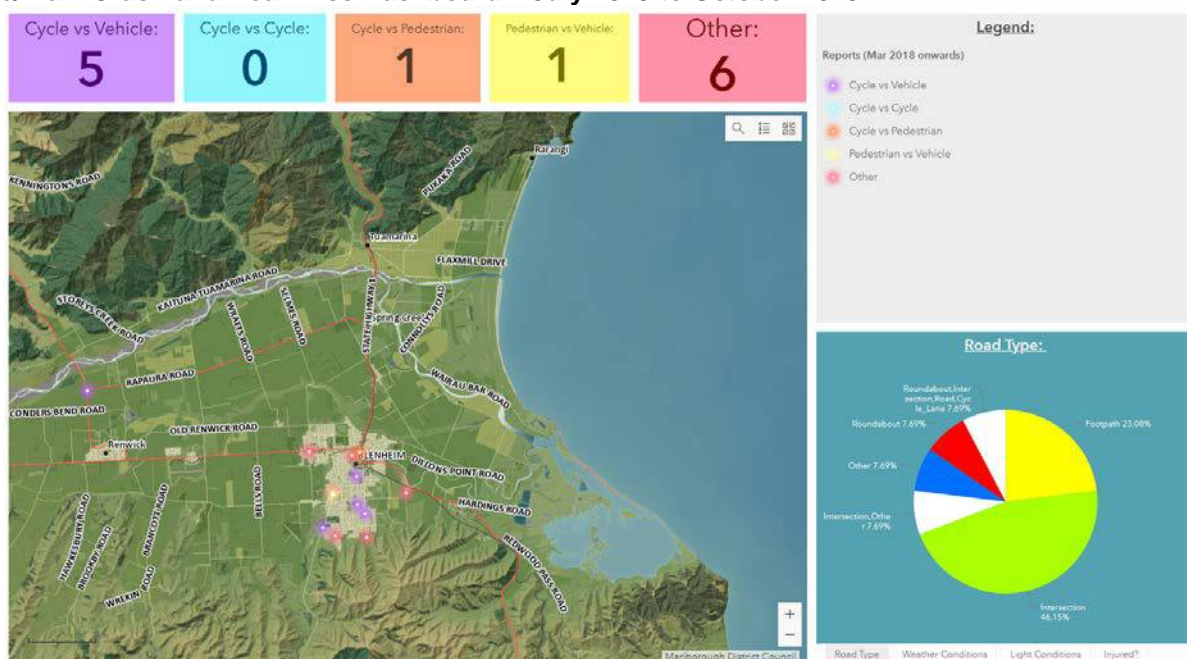 Cycle vs Vehicle:
5
Cycle vs Cycle:
0
Cycle vs Pedestrian:
1
Pedestrian vs Vehicle:
1
Other:
6
Legend:
Reports (Mar 2018 onwards)
Cycle vs Vehicle
Cycle vs Cycle
Cycle vs Pedestrian
Pedestrian vs Vehicle
Other
KENNINGTONS ROAD
PUKAKA ROAD
Rarangi
Tuamarina
FLAXMILL DRIVE
KAITUNA TUAMARINA ROAD
STOREYS CREEK ROAD
WRATTS ROAD
SELMES ROAD
STATE HIGHWAY 1
Spring Creek
CONNOLLYS ROAD
RAPAURA ROAD
WAIRAU BAR ROAD
CONDERS BEND ROAD
OLD RENWICK ROAD
Renwick
BLENHEIM
DILLONS POINT ROAD
BELLS ROAD
HARDINGS ROAD
HAWKESBURY ROAD
BROOKBY ROAD
BRANCOTT ROAD
WREKIN ROAD
REDWOOD PASS ROAD
+
−
Marlborough District Council
Road Type:
Roundabout,Inter
section,Road,Cyc
le_Lane 7.69%
Footpath 23.08%
Roundabout 7.69%
Other 7.69%
Intersection,Othe
r 7.69%
Intersection
46.15%
Road Type
Weather Conditions
Light Conditions
Injured?